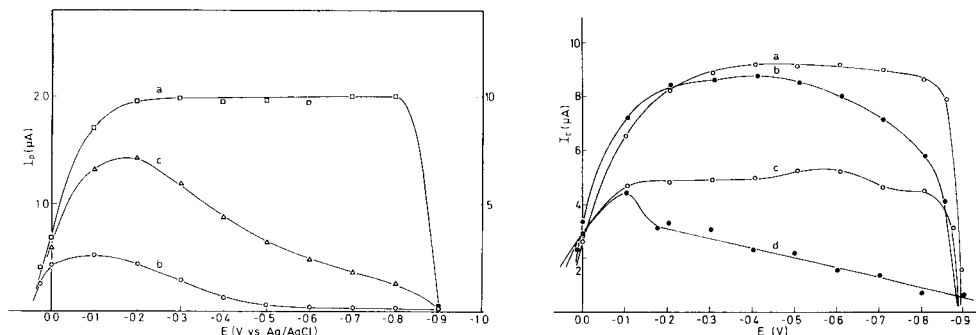 2.0
1.0
I_p (μA)
10
5
a
c
b
0.0 -0.1 -0.2 -0.3 -0.4 -0.5 -0.6 -0.7 -0.8 -0.9 -1.0
E (V vs Ag/AgCl)
10
8
6
4
2
I_c (μA)
a
b
c
d
0.0 -0.1 -0.2 -0.3 -0.4 -0.5 -0.6 -0.7 -0.8 -0.9
E (V)